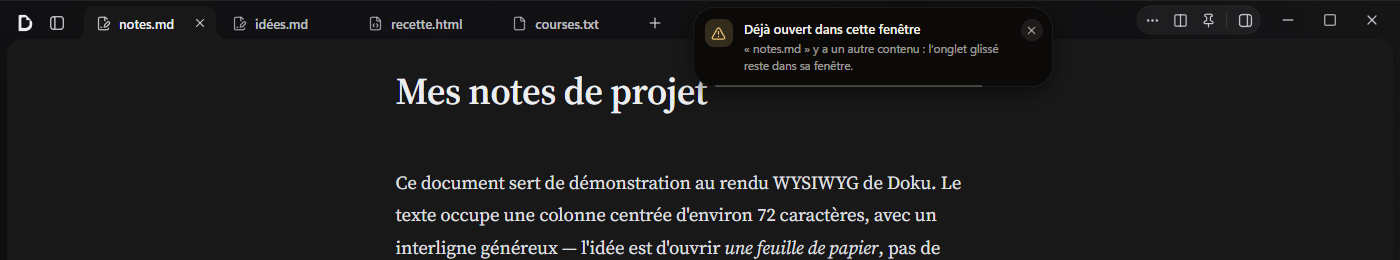 notes.md
idées.md
recette.html
courses.txt
Déjà ouvert dans cette fenêtre
« notes.md » y a un autre contenu : l'onglet glissé
reste dans sa fenêtre.
Mes notes de projet
Ce document sert de démonstration au rendu WYSIWYG de Doku. Le
texte occupe une colonne centrée d'environ 72 caractères, avec un
interligne généreux — l'idée est d'ouvrir une feuille de papier, pas de